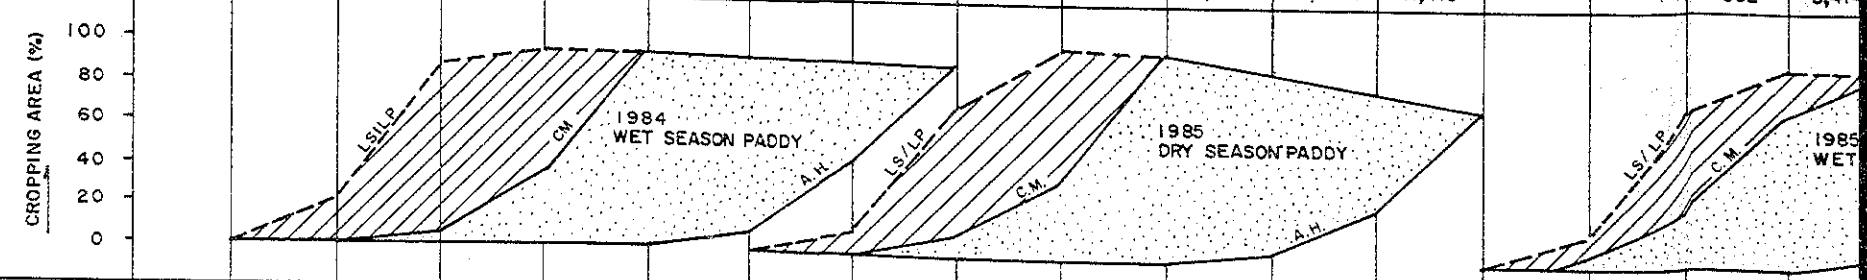 CROPPING AREA (%)
100
80
60
40
20
0
LS/LP
CM
1984
WET SEASON PADDY
A.H.
LS/LP
C.M.
1985
DRY SEASON PADDY
A.H.
LS/LP
C.M.
1985
WET